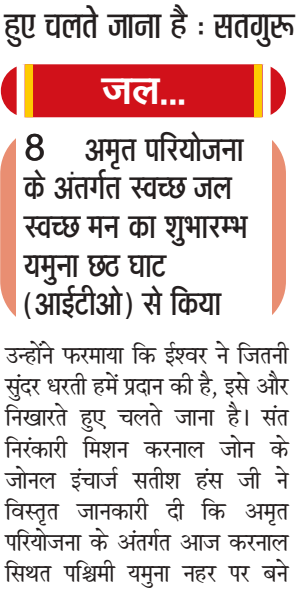 हुए चलते जाना है : सतगुरू
जल...
8 अमृत परियोजना
के अंतर्गत स्वच्छ जल
स्वच्छ मन का शुभारम्भ
यमुना छठ घाट
(आईटीओ) से किया
उन्होंने फरमाया कि ईश्वर ने जितनी
सुंदर धरती हमें प्रदान की है, इसे और
निखारते हुए चलते जाना है। संत
निरंकारी मिशन करनाल जोन के
जोनल इंचार्ज सतीश हंस जी ने
विस्तृत जानकारी दी कि अमृत
परियोजना के अंतर्गत आज करनाल
सिथत पश्चिमी यमुना नहर पर बने